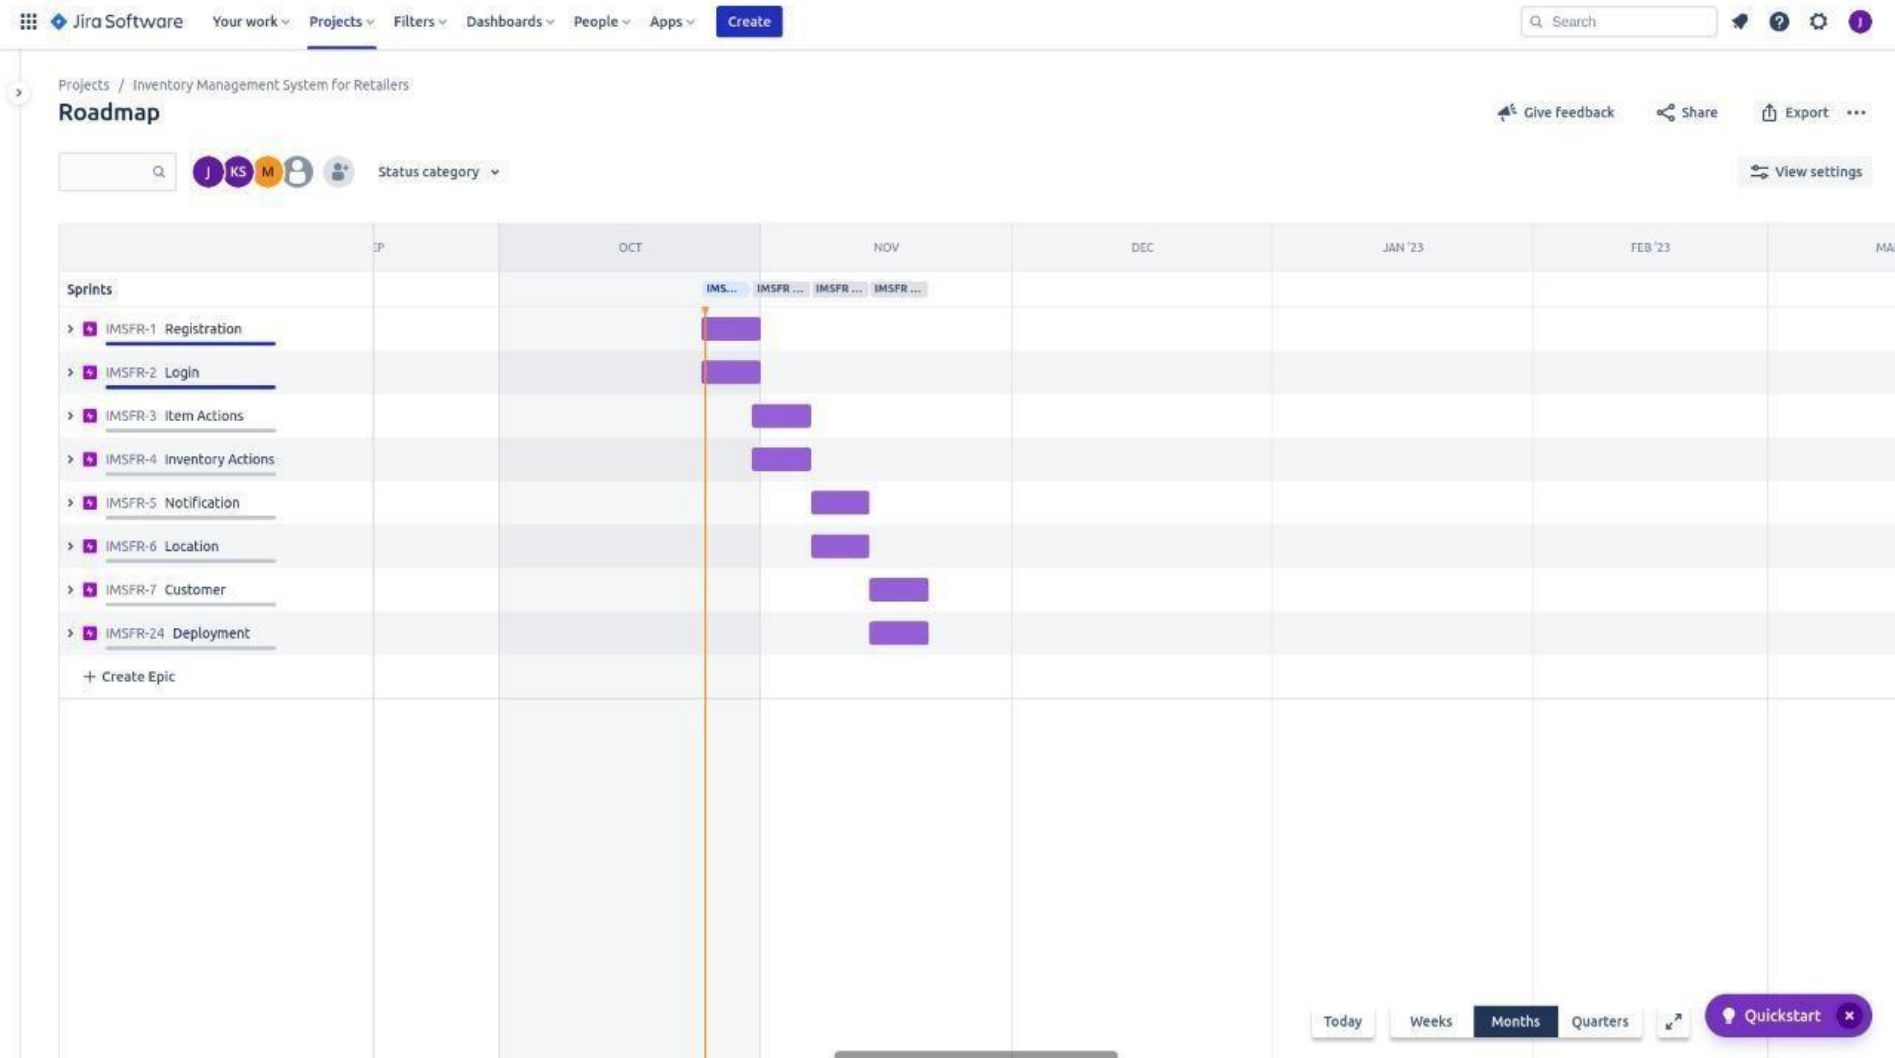 Jira Software Your work Projects Filters Dashboards People Apps Create Search J
Projects / Inventory Management System for Retailers
Roadmap
Give feedback Share Export
J KS M Status category View settings
EP OCT NOV DEC JAN '23 FEB '23 MA
Sprints IMS... IMSFR ... IMSFR ... IMSFR ...
IMSFR-1 Registration
IMSFR-2 Login
IMSFR-3 Item Actions
IMSFR-4 Inventory Actions
IMSFR-5 Notification
IMSFR-6 Location
IMSFR-7 Customer
IMSFR-24 Deployment
+ Create Epic
Today Weeks Months Quarters Quickstart